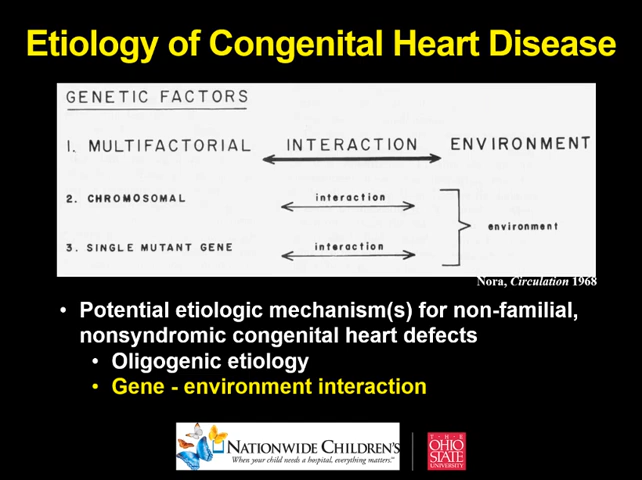 Etiology of Congenital Heart Disease
GENETIC FACTORS
1. MULTIFACTORIAL INTERACTION ENVIRONMENT
2. CHROMOSOMAL interaction
environment
3. SINGLE MUTANT GENE interaction
Nora, Circulation 1968
• Potential etiologic mechanism(s) for non-familial,
nonsyndromic congenital heart defects
• Oligogenic etiology
• Gene - environment interaction
NATIONWIDE CHILDREN'S
When your child needs a hospital, everything matters.™
THE
OHIO
STATE
UNIVERSITY